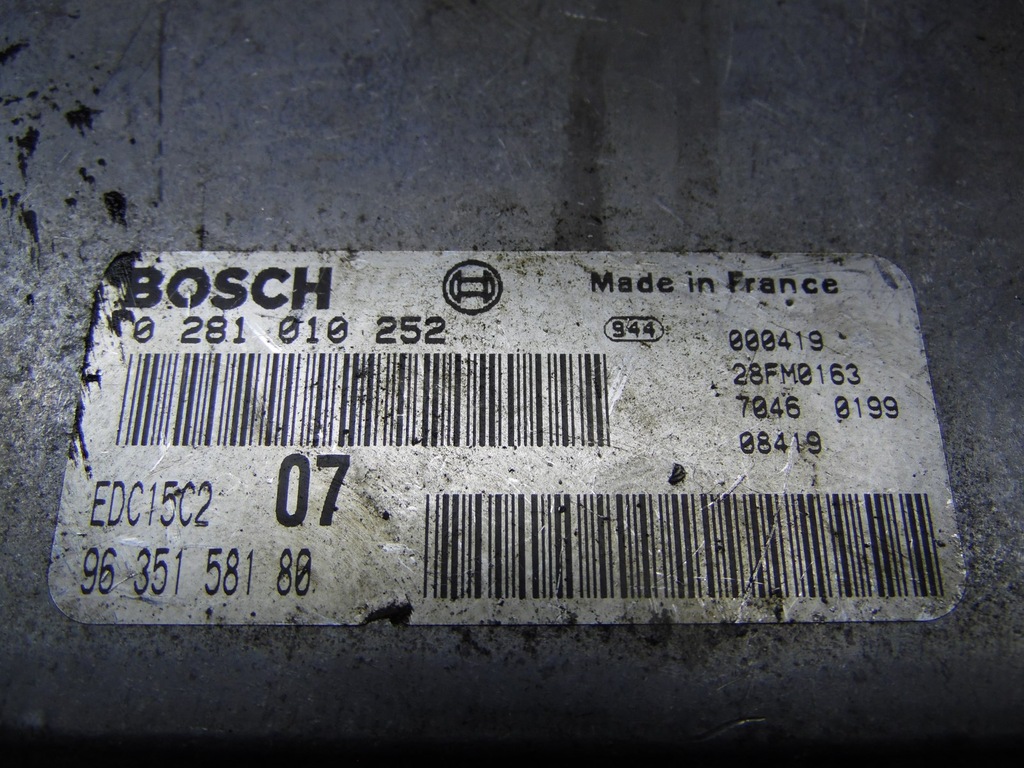 BOSCH
Made in France
0 281 010 252
944
000419
28FM0163
7046 0199
08419
EDC15C2
07
96 351 581 80